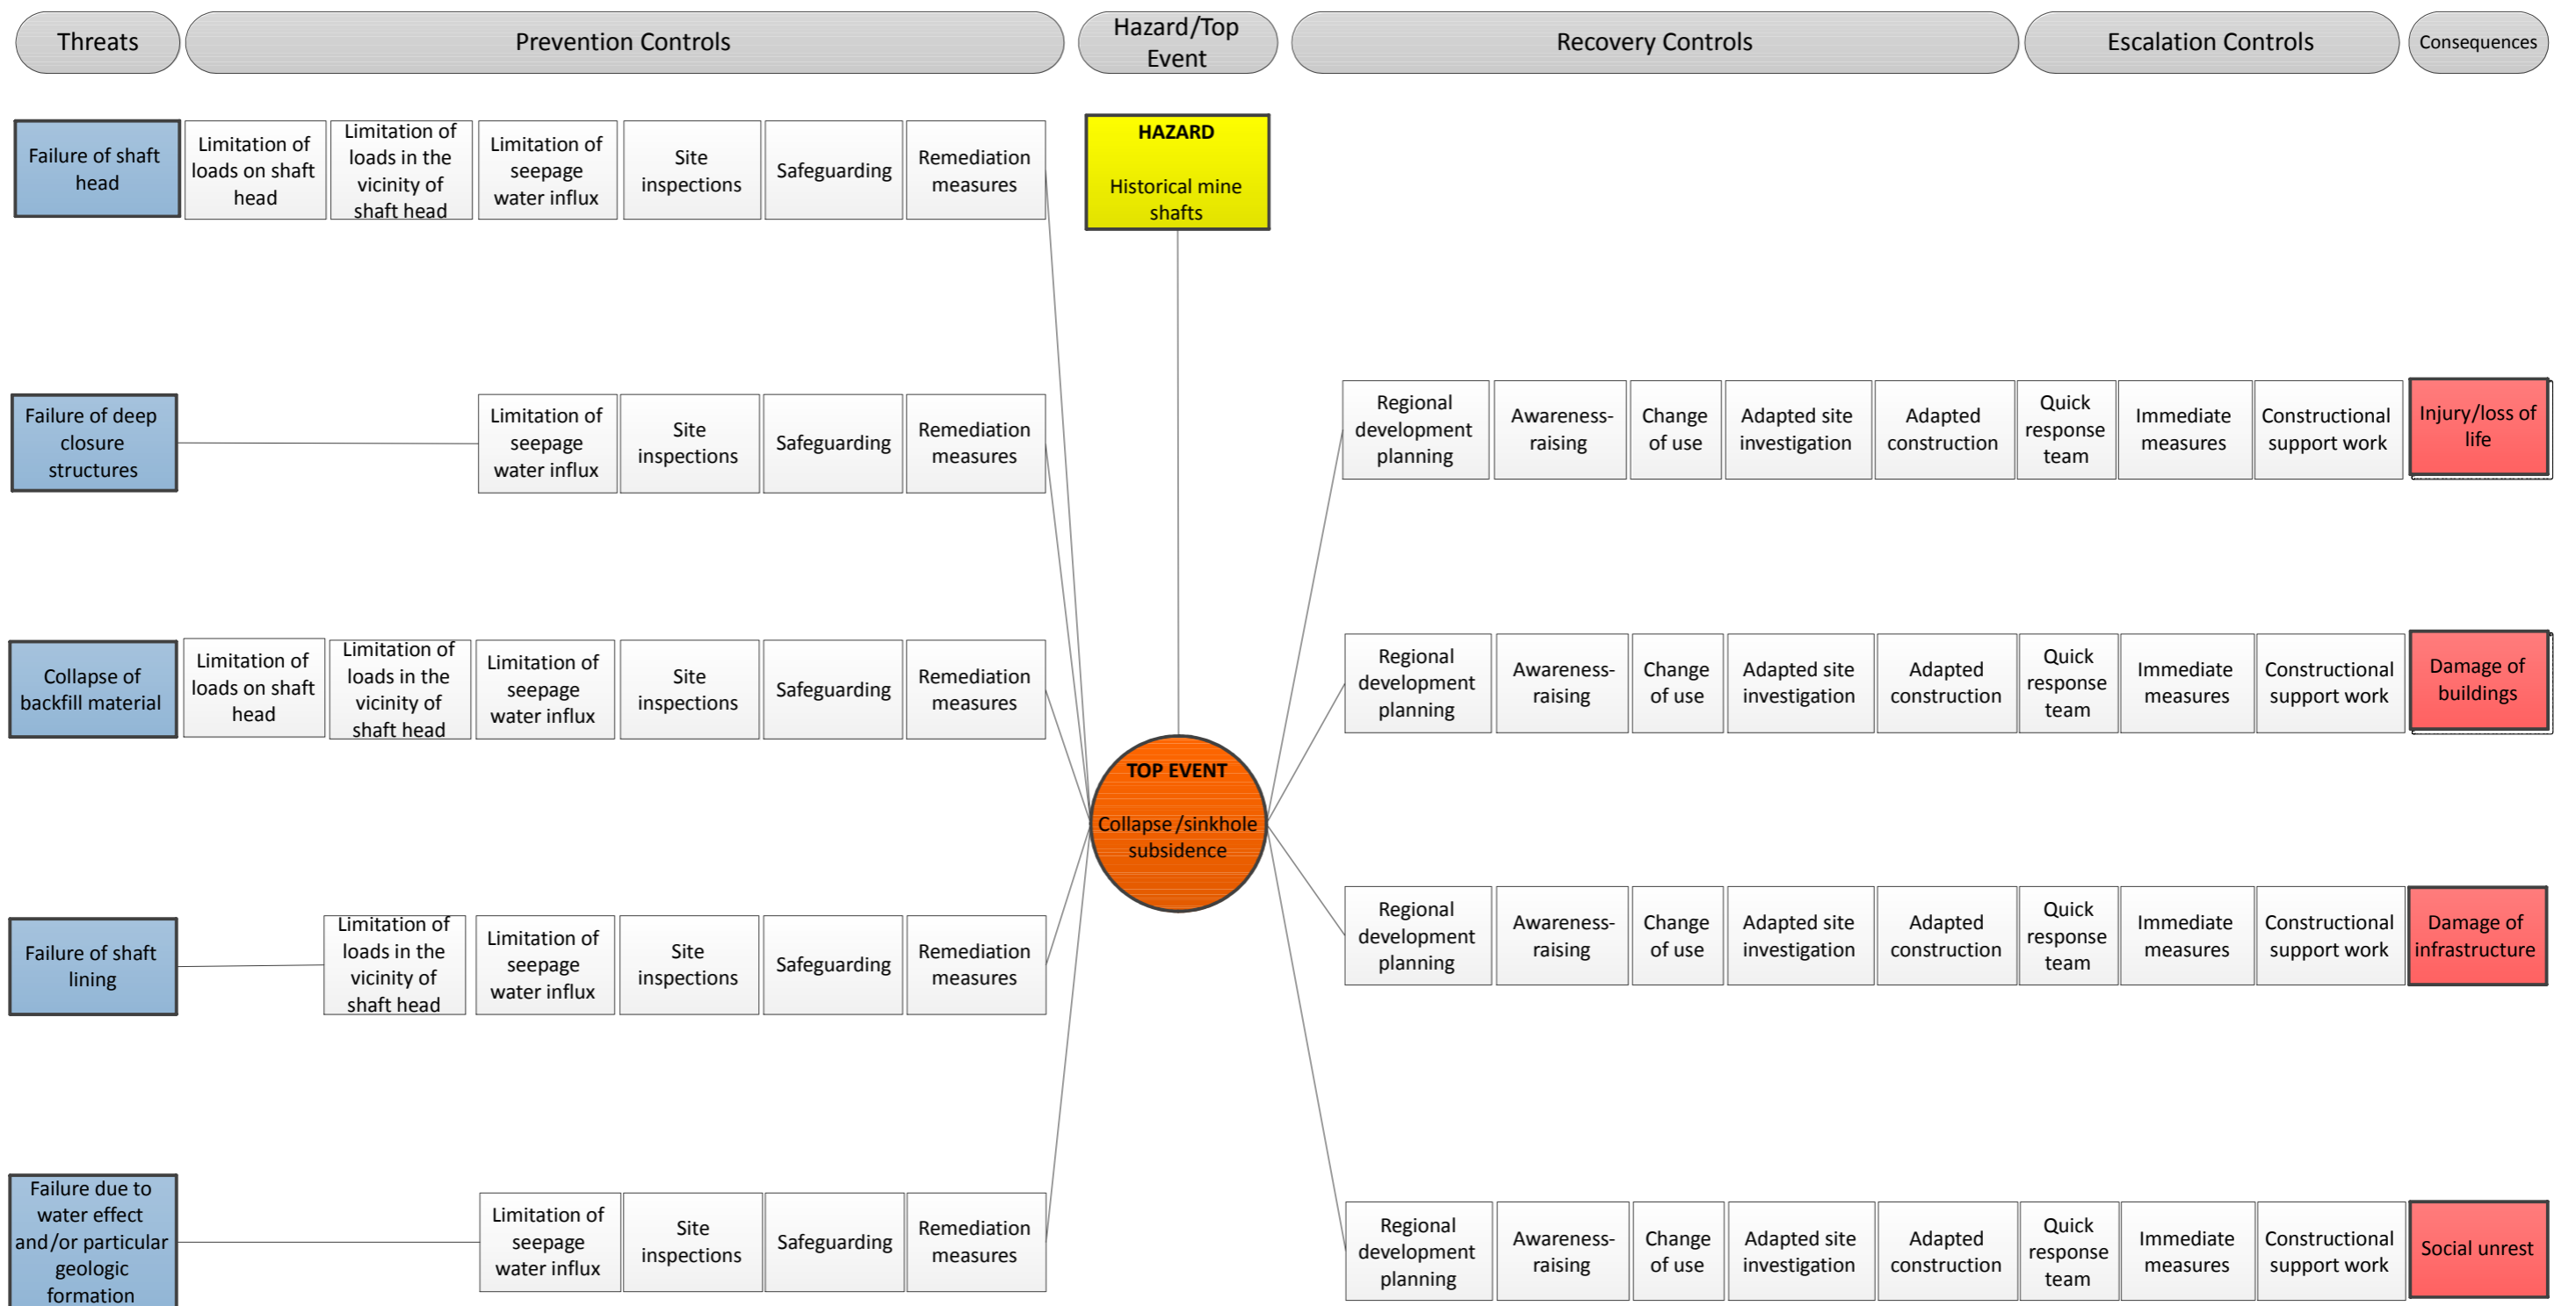 Threats
Prevention Controls
Hazard/Top
Event
Recovery Controls
Escalation Controls
Consequences
Failure of shaft
head
Limitation of
loads on shaft
head
Limitation of
loads in the
vicinity of
shaft head
Limitation of
seepage
water influx
Site
inspections
Safeguarding
Remediation
measures
HAZARD
Historical mine
shafts
Failure of deep
closure
structures
Limitation of
seepage
water influx
Site
inspections
Safeguarding
Remediation
measures
Regional
development
planning
Awareness-
raising
Change
of use
Adapted site
investigation
Adapted
construction
Quick
response
team
Immediate
measures
Constructional
support work
Injury/loss of
life
Collapse of
backfill material
Limitation of
loads on shaft
head
Limitation of
loads in the
vicinity of
shaft head
Limitation of
seepage
water influx
Site
inspections
Safeguarding
Remediation
measures
Regional
development
planning
Awareness-
raising
Change
of use
Adapted site
investigation
Adapted
construction
Quick
response
team
Immediate
measures
Constructional
support work
Damage of
buildings
TOP EVENT
Collapse/sinkhole
subsidence
Failure of shaft
lining
Limitation of
loads in the
vicinity of
shaft head
Limitation of
seepage
water influx
Site
inspections
Safeguarding
Remediation
measures
Regional
development
planning
Awareness-
raising
Change
of use
Adapted site
investigation
Adapted
construction
Quick
response
team
Immediate
measures
Constructional
support work
Damage of
infrastructure
Failure due to
water effect
and/or particular
geologic
formation
Limitation of
seepage
water influx
Site
inspections
Safeguarding
Remediation
measures
Regional
development
planning
Awareness-
raising
Change
of use
Adapted site
investigation
Adapted
construction
Quick
response
team
Immediate
measures
Constructional
support work
Social unrest